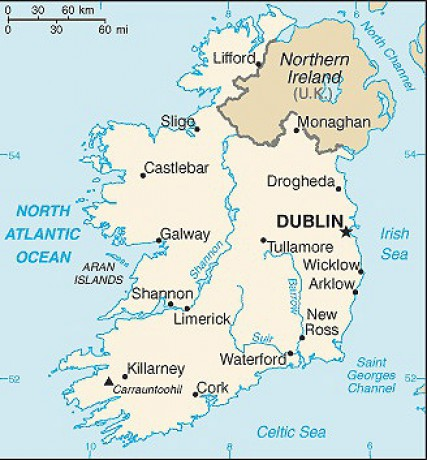 0 30 60 km
0 30 60 mi
8
6
Lifford
Northern
Ireland
(U.K.)
North Channel
Sligo
Monaghan
54
54
Castlebar
Drogheda
NORTH
ATLANTIC
OCEAN
DUBLIN
Irish
Sea
Galway
Shannon
Tullamore
ARAN
ISLANDS
Wicklow
Arklow
Barrow
Shannon
Limerick
New
Ross
Suir
Waterford
Saint
Georges
Channel
Killarney
Carrauntoohil
52
52
Cork
10
8
6
Celtic Sea